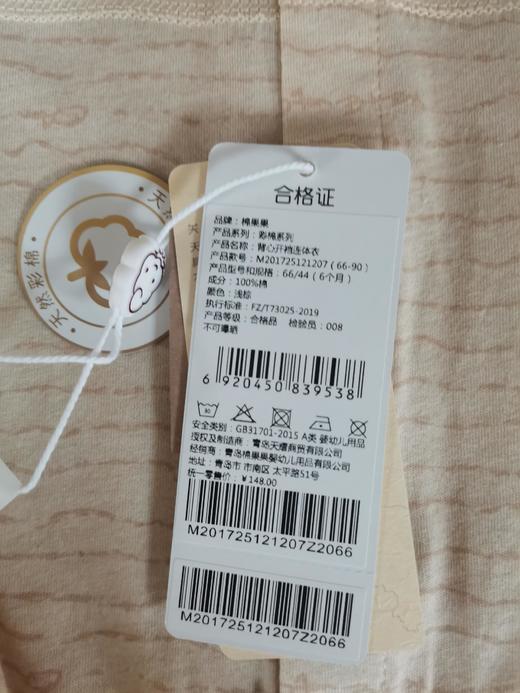 合格证
品牌：棉果果
产品系列：彩棉系列
产品名称：背心开裆连体衣
产品款号：M201725121207 (66-90)
产品型号和规格：66/44 (6个月)
成分：100%棉
颜色：浅棕
执行标准：FZ/T73025-2019
产品等级：合格品 检验员：008
不可曝晒
6 920450 839538
安全类别：GB31701-2015 A类 婴幼儿用品
授权及制造商：青岛天熠商贸有限公司
经销商：青岛棉果果婴幼儿用品有限公司
地址：青岛市 市南区 太平路51号
统一零售价：￥148.00
M201725121207Z2066
M201725121207Z2066
·天然彩棉·天